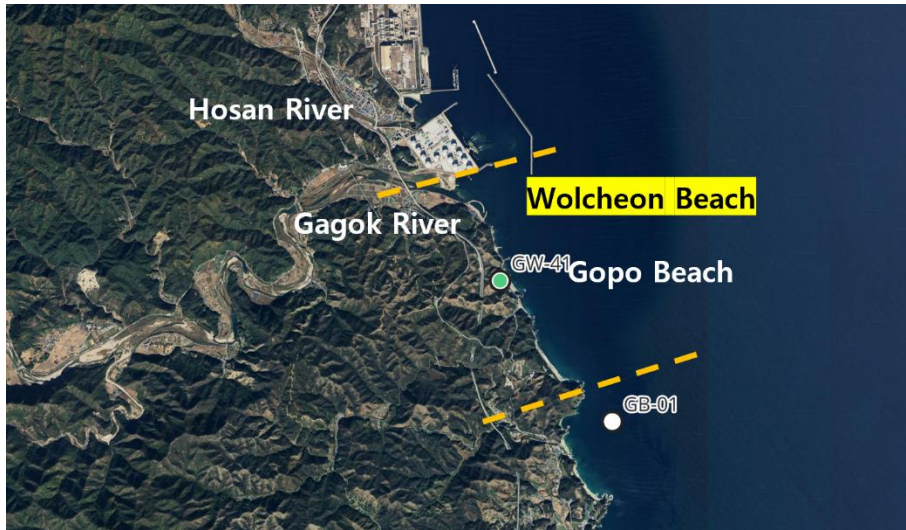 Hosan River
Wolcheon Beach
Gagok River
GW-41
Gopo Beach
GB-01